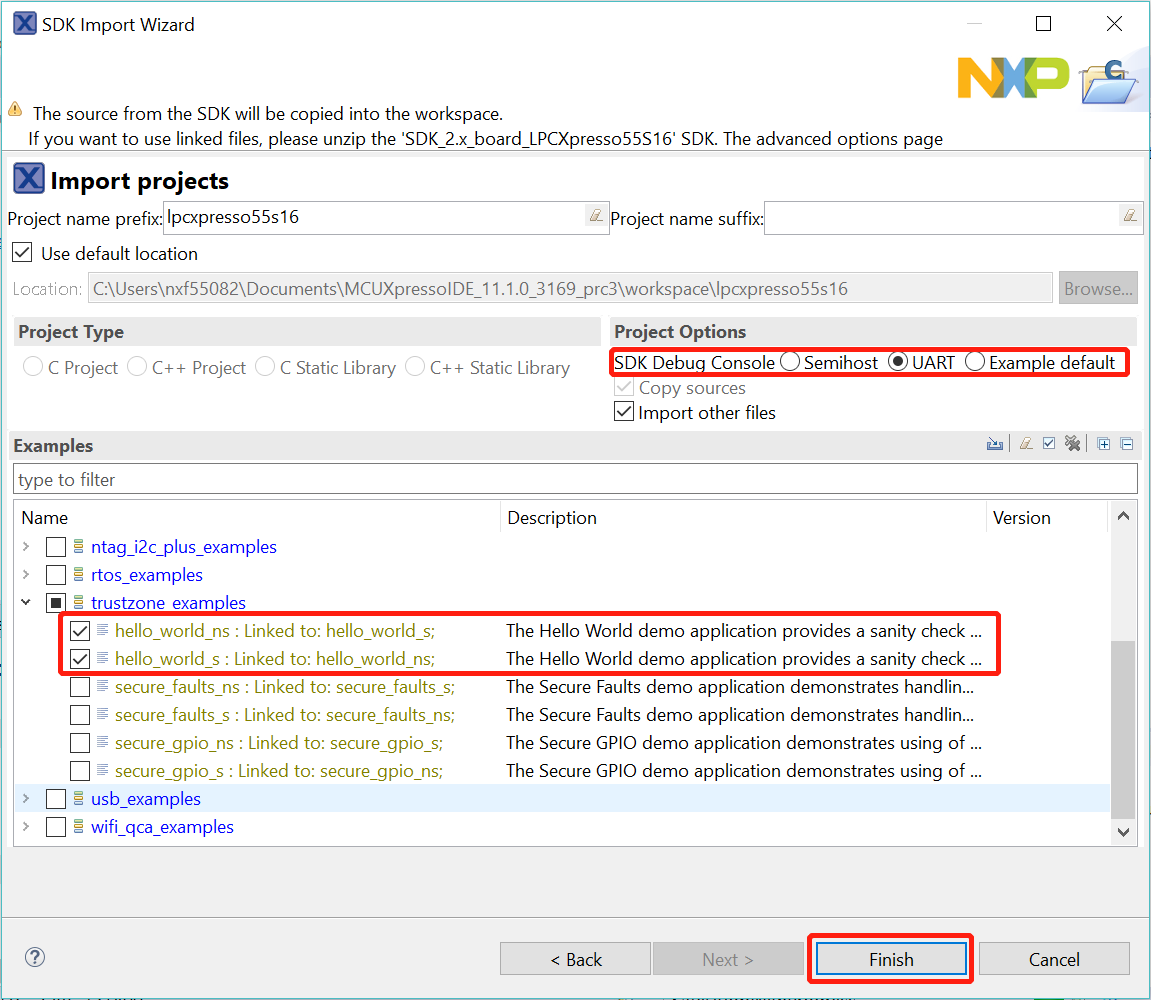 SDK Import Wizard
NXP
The source from the SDK will be copied into the workspace.
If you want to use linked files, please unzip the 'SDK_2.x_board_LPCXpresso55S16' SDK. The advanced options page
Import projects
Project name prefix: lpcxpresso55s16 Project name suffix:
Use default location
Location: C:\Users\nxf55082\Documents\MCUXpressoIDE_11.1.0_3169_prc3\workspace\lpcxpresso55s16 Browse...
Project Type Project Options
C Project C++ Project C Static Library C++ Static Library SDK Debug Console Semihost UART Example default
Copy sources
Import other files
Examples
type to filter
Name Description Version
ntag_i2c_plus_examples
rtos_examples
trustzone_examples
hello_world_ns : Linked to: hello_world_s; The Hello World demo application provides a sanity check ...
hello_world_s : Linked to: hello_world_ns; The Hello World demo application provides a sanity check ...
secure_faults_ns : Linked to: secure_faults_s; The Secure Faults demo application demonstrates handlin...
secure_faults_s : Linked to: secure_faults_ns; The Secure Faults demo application demonstrates handlin...
secure_gpio_ns : Linked to: secure_gpio_s; The Secure GPIO demo application demonstrates using of ...
secure_gpio_s : Linked to: secure_gpio_ns; The Secure GPIO demo application demonstrates using of ...
usb_examples
wifi_qca_examples
< Back Next > Finish Cancel